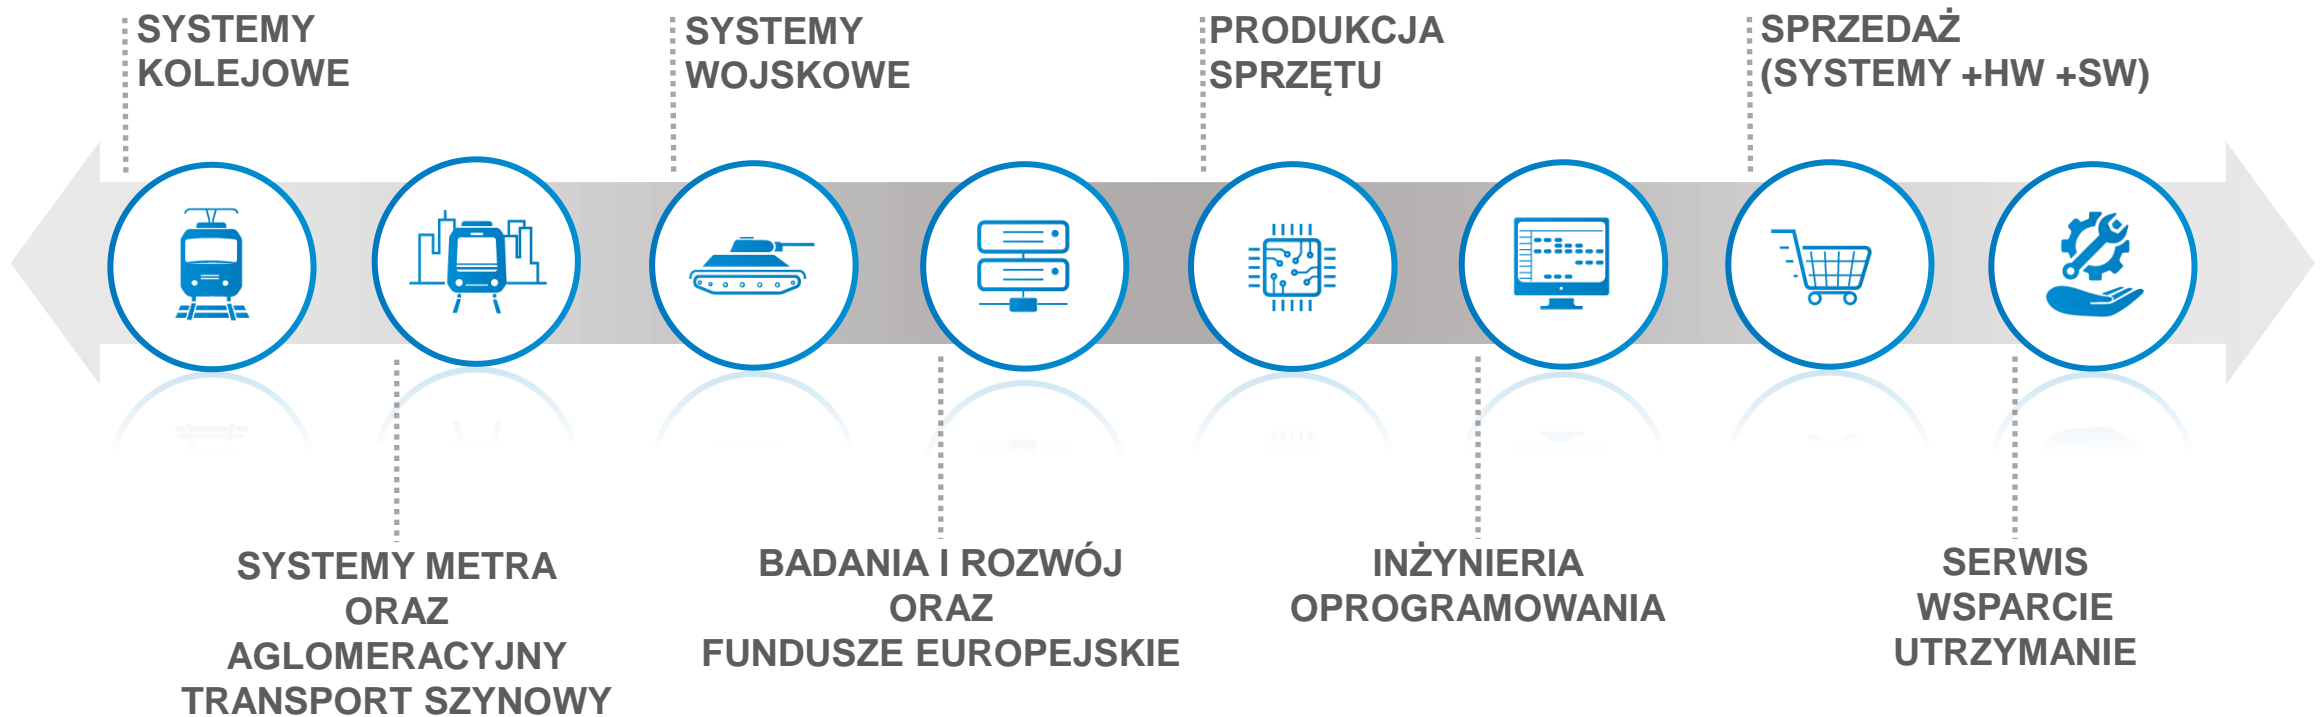 SYSTEMY
KOLEJOWE
SYSTEMY
WOJSKOWE
PRODUKCJA
SPRZĘTU
SPRZEDAŻ
(SYSTEMY +HW +SW)
SYSTEMY METRA
ORAZ
AGLOMERACYJNY
TRANSPORT SZYNOWY
BADANIA I ROZWÓJ
ORAZ
FUNDUSZE EUROPEJSKIE
INŻYNIERIA
OPROGRAMOWANIA
SERWIS
WSPARCIE
UTRZYMANIE